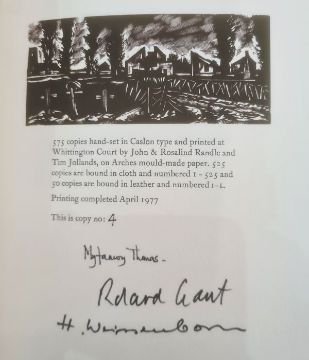 575 copies hand-set in Caslon type and printed at
Whittington Court by John & Rosalind Randle and
Tim Jollands, on Arches mould-made paper. 525
copies are bound in cloth and numbered 1 - 525 and
50 copies are bound in leather and numbered i - L.
Printing completed April 1977
This is copy no: 4
Myfanwy Thomas -
Roland Gant
H. Weissenborn